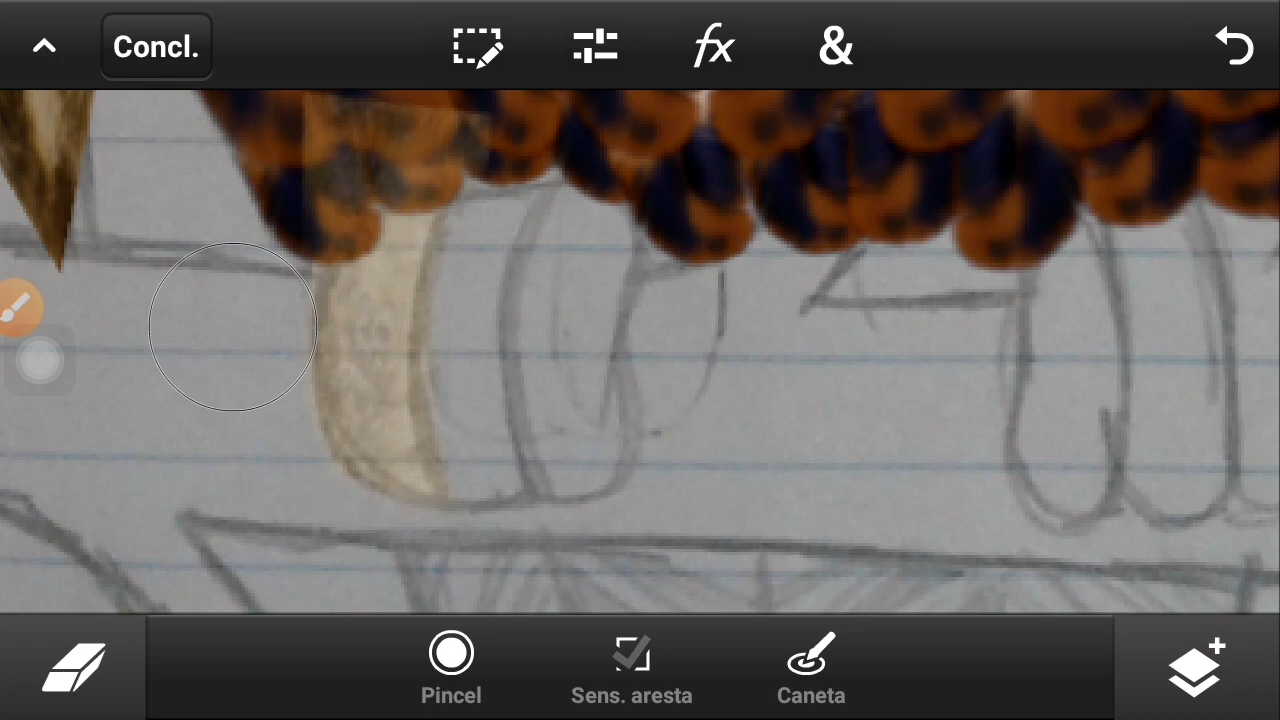 Concl.
fx
&
Pincel
Sens. aresta
Caneta